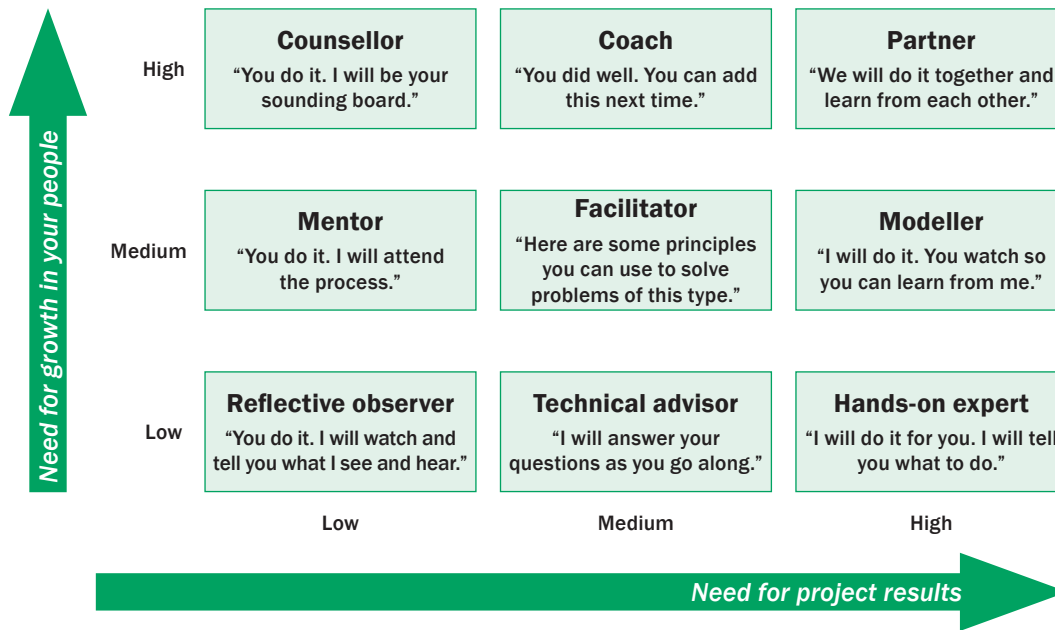 Need for growth in your people
High
Counsellor
“You do it. I will be your
sounding board.”
Coach
“You did well. You can add
this next time.”
Partner
“We will do it together and
learn from each other.”
Medium
Mentor
“You do it. I will attend
the process.”
Facilitator
“Here are some principles
you can use to solve
problems of this type.”
Modeller
“I will do it. You watch so
you can learn from me.”
Low
Reflective observer
“You do it. I will watch and
tell you what I see and hear.”
Technical advisor
“I will answer your
questions as you go along.”
Hands-on expert
“I will do it for you. I will tell
you what to do.”
Low
Medium
High
Need for project results